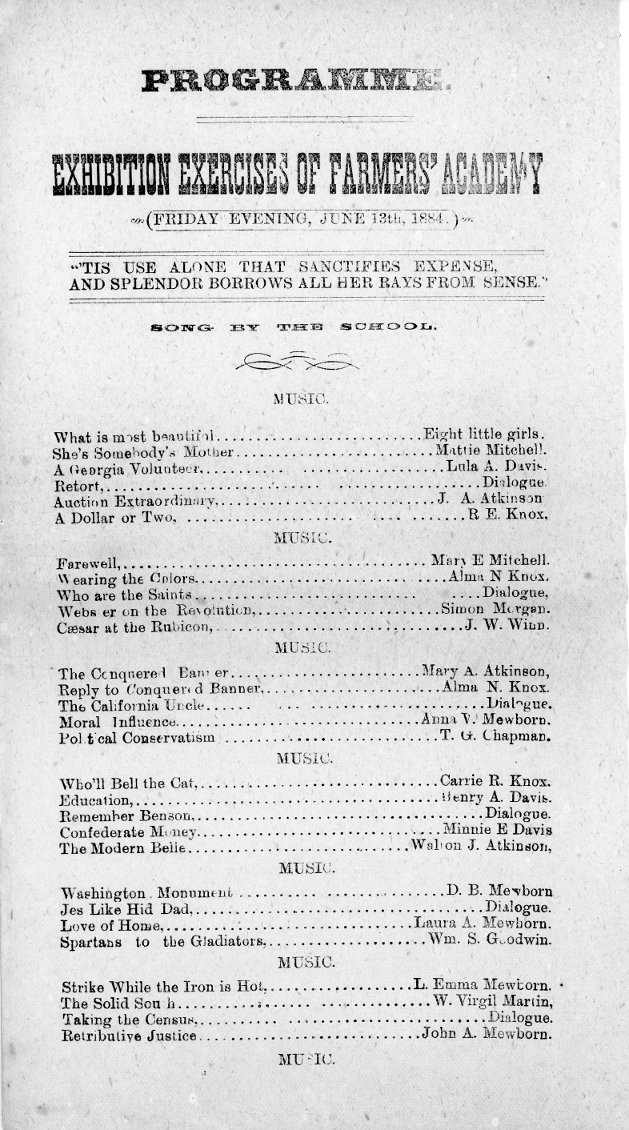 PROGRAMME.
EXHIBITION EXERCISES OF FARMERS' ACADEMY
(FRIDAY EVENING, JUNE 13th, 1884.)
"'TIS USE ALONE THAT SANCTIFIES EXPENSE,
AND SPLENDOR BORROWS ALL HER RAYS FROM SENSE."
SONG BY THE SCHOOL.
MUSIC.
What is most beautiful..........................Eight little girls.
She's Somebody's Mother.........................Mattie Mitchell.
A Georgia Volunteer,............................Lula A. Davis.
Retort,.........................................Dialogue.
Auction Extraordinary,..........................J. A. Atkinson
A Dollar or Two, ...............................R E. Knox.
MUSIC.
Farewell,.......................................Mary E Mitchell.
Wearing the Colors..............................Alma N Knox.
Who are the Saints..............................Dialogue,
Webs er on the Revolution,......................Simon Morgan.
Cæsar at the Rubicon,...........................J. W. Winn.
MUSIC.
The Conquered Banner............................Mary A. Atkinson,
Reply to Conquered Banner,......................Alma N. Knox.
The California Uncle............................Dialogue.
Moral Influence.................................Anna V. Mewborn.
Pol tical Conservatism .........................T. G. Chapman.
MUSIC.
Who'll Bell the Cat,............................Carrie R. Knox.
Education,......................................Henry A. Davis.
Remember Benson,................................Dialogue.
Confederate Money...............................Minnie E Davis
The Modern Belle................................Walton J. Atkinson,
MUSIC.
Washington Monument ............................D. B. Mewborn
Jes Like Hid Dad,...............................Dialogue.
Love of Home,...................................Laura A. Mewborn.
Spartans to the Gladiators,.....................Wm. S. Goodwin.
MUSIC.
Strike While the Iron is Hot,...................L. Emma Mewborn.
The Solid Sou h.................................W. Virgil Martin,
Taking the Census,..............................Dialogue.
Retributive Justice.............................John A. Mewborn.
MUSIC.